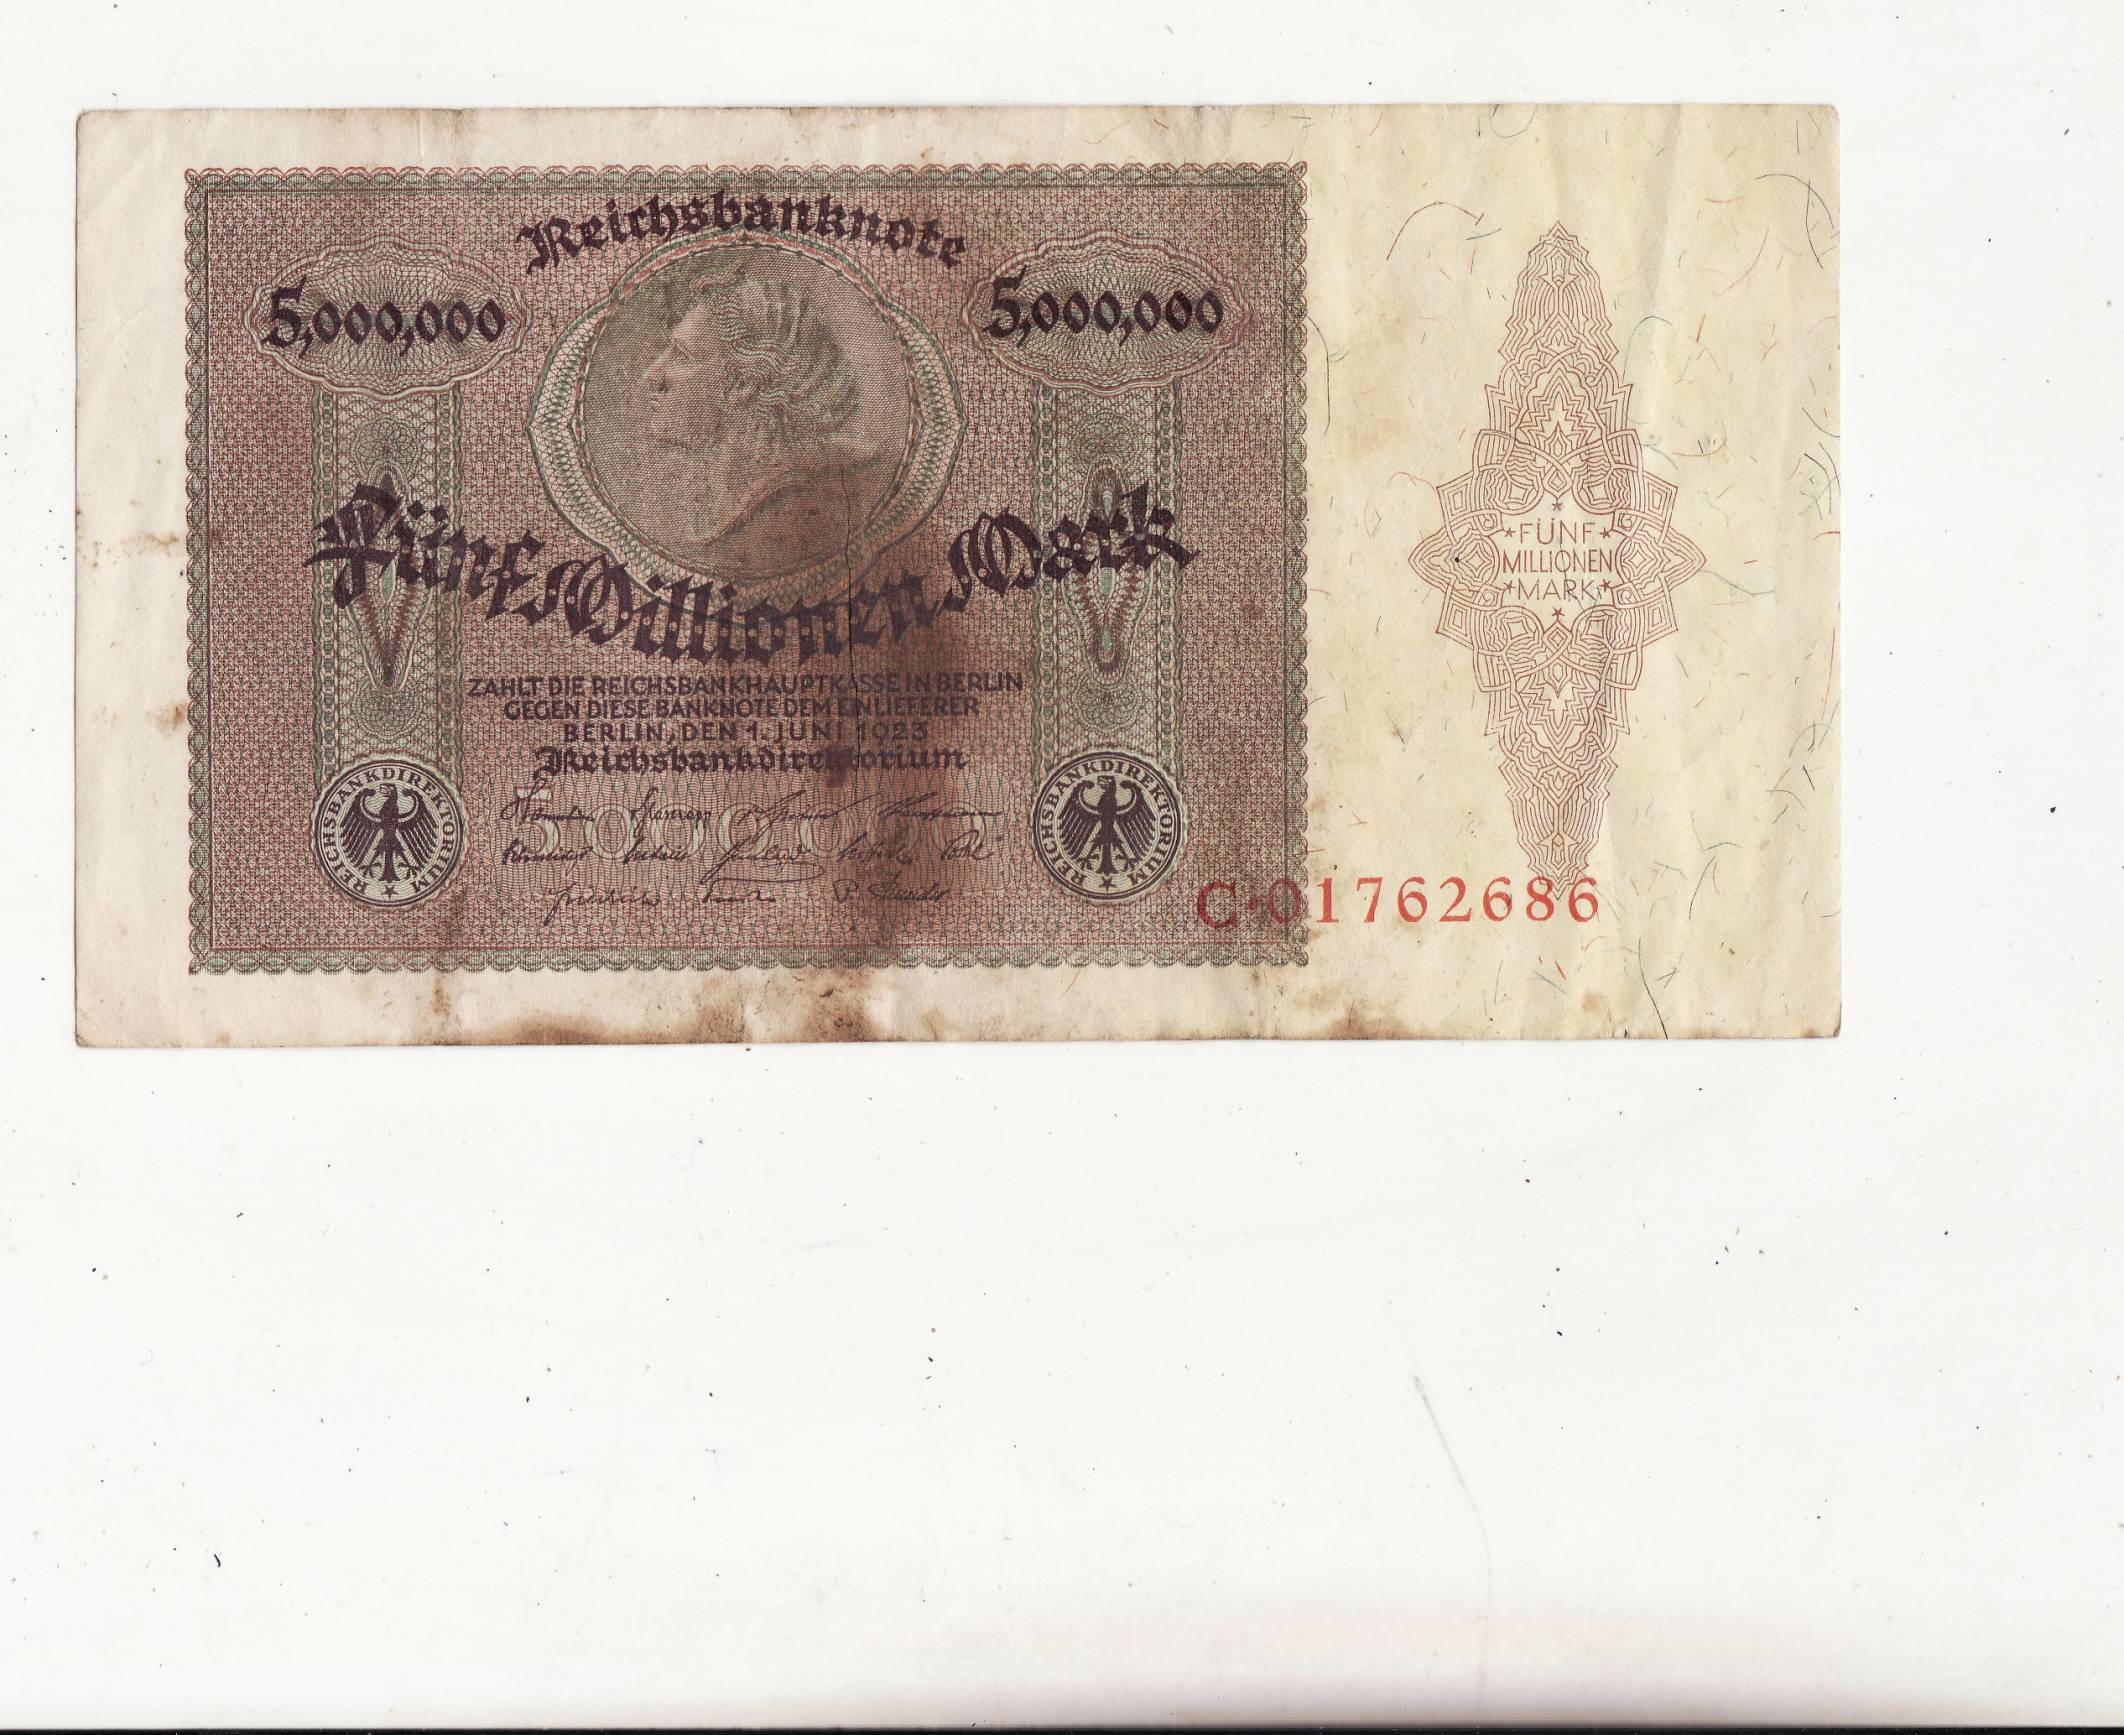 Reichsbanknote
5,000,000
5,000,000
Fünf Millionen Mark
ZAHLT DIE REICHSBANKHAUPTKASSE IN BERLIN
GEGEN DIESE BANKNOTE DEM EINLIEFERER
BERLIN, DEN 1. JUNI 1923
Reichsbankdirektorium
REICHSBANKDIREKTORIUM
REICHSBANKDIREKTORIUM
★FÜNF★
MILLIONEN
★MARK★
C·01762686